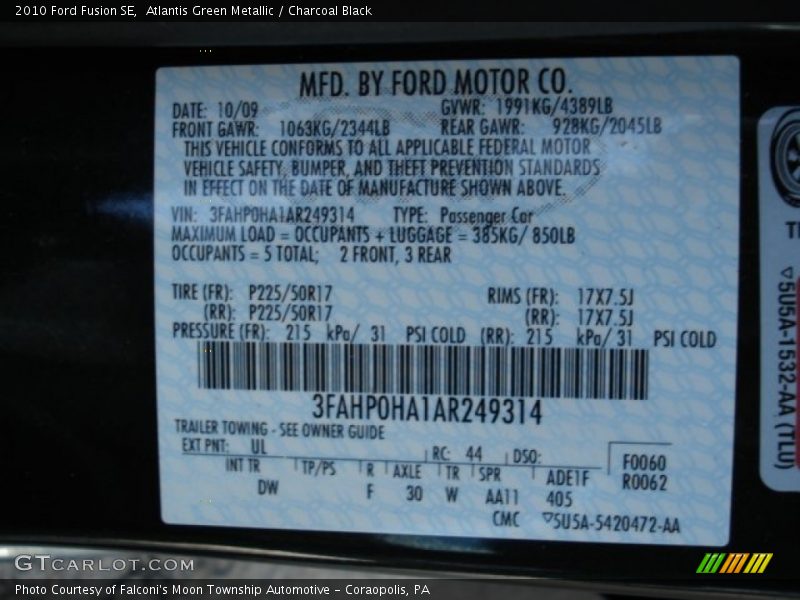 2010 Ford Fusion SE,  Atlantis Green Metallic / Charcoal Black
MFD. BY FORD MOTOR CO.
DATE: 10/09 GVWR: 1991KG/4389LB
FRONT GAWR: 1063KG/2344LB REAR GAWR: 928KG/2045LB
THIS VEHICLE CONFORMS TO ALL APPLICABLE FEDERAL MOTOR
VEHICLE SAFETY, BUMPER, AND THEFT PREVENTION STANDARDS
IN EFFECT ON THE DATE OF MANUFACTURE SHOWN ABOVE.
VIN: 3FAHP0HA1AR249314 TYPE: Passenger Car
MAXIMUM LOAD = OCCUPANTS + LUGGAGE = 385KG/ 850LB
OCCUPANTS = 5 TOTAL; 2 FRONT, 3 REAR
TIRE (FR): P225/50R17 RIMS (FR): 17X7.5J
(RR): P225/50R17 (RR): 17X7.5J
PRESSURE (FR): 215 kPa/ 31 PSI COLD (RR): 215 kPa/ 31 PSI COLD
3FAHP0HA1AR249314
TRAILER TOWING - SEE OWNER GUIDE
EXT PNT: UL RC: 44 DSO: F0060
INT TR TP/PS R AXLE TR SPR ADE1F R0062
DW F 30 W AA11 405
CMC ▽5U5A-5420472-AA
▽5U5A-1532-AA (TLU)
GTCARLOT.COM
Photo Courtesy of Falconi's Moon Township Automotive – Coraopolis, PA